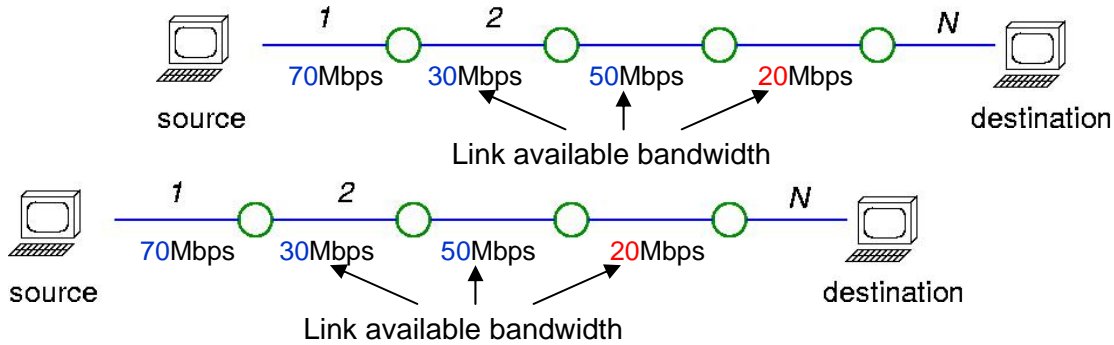 1 2 N
70Mbps 30Mbps 50Mbps 20Mbps
source destination
Link available bandwidth
1 2 N
70Mbps 30Mbps 50Mbps 20Mbps
source destination
Link available bandwidth